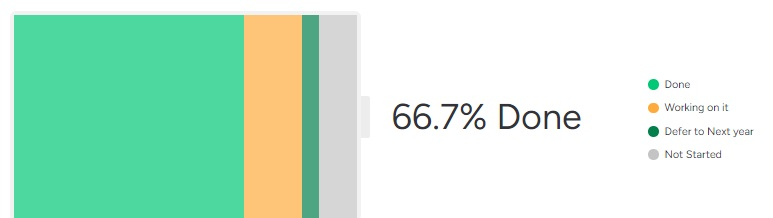 66.7% Done
Done
Working on it
Defer to Next year
Not Started